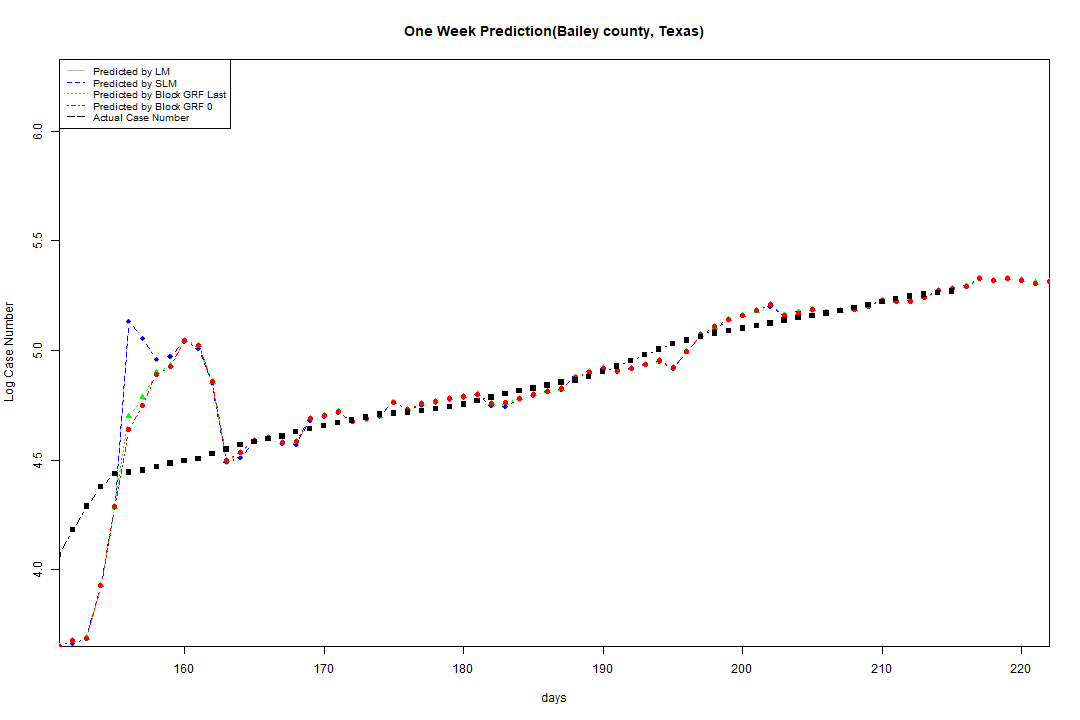 One Week Prediction(Bailey county, Texas)
Predicted by LM
Predicted by SLM
Predicted by Block GRF Last
Predicted by Block GRF 0
Actual Case Number
Log Case Number
6.0
5.5
5.0
4.5
4.0
160 170 180 190 200 210 220
days